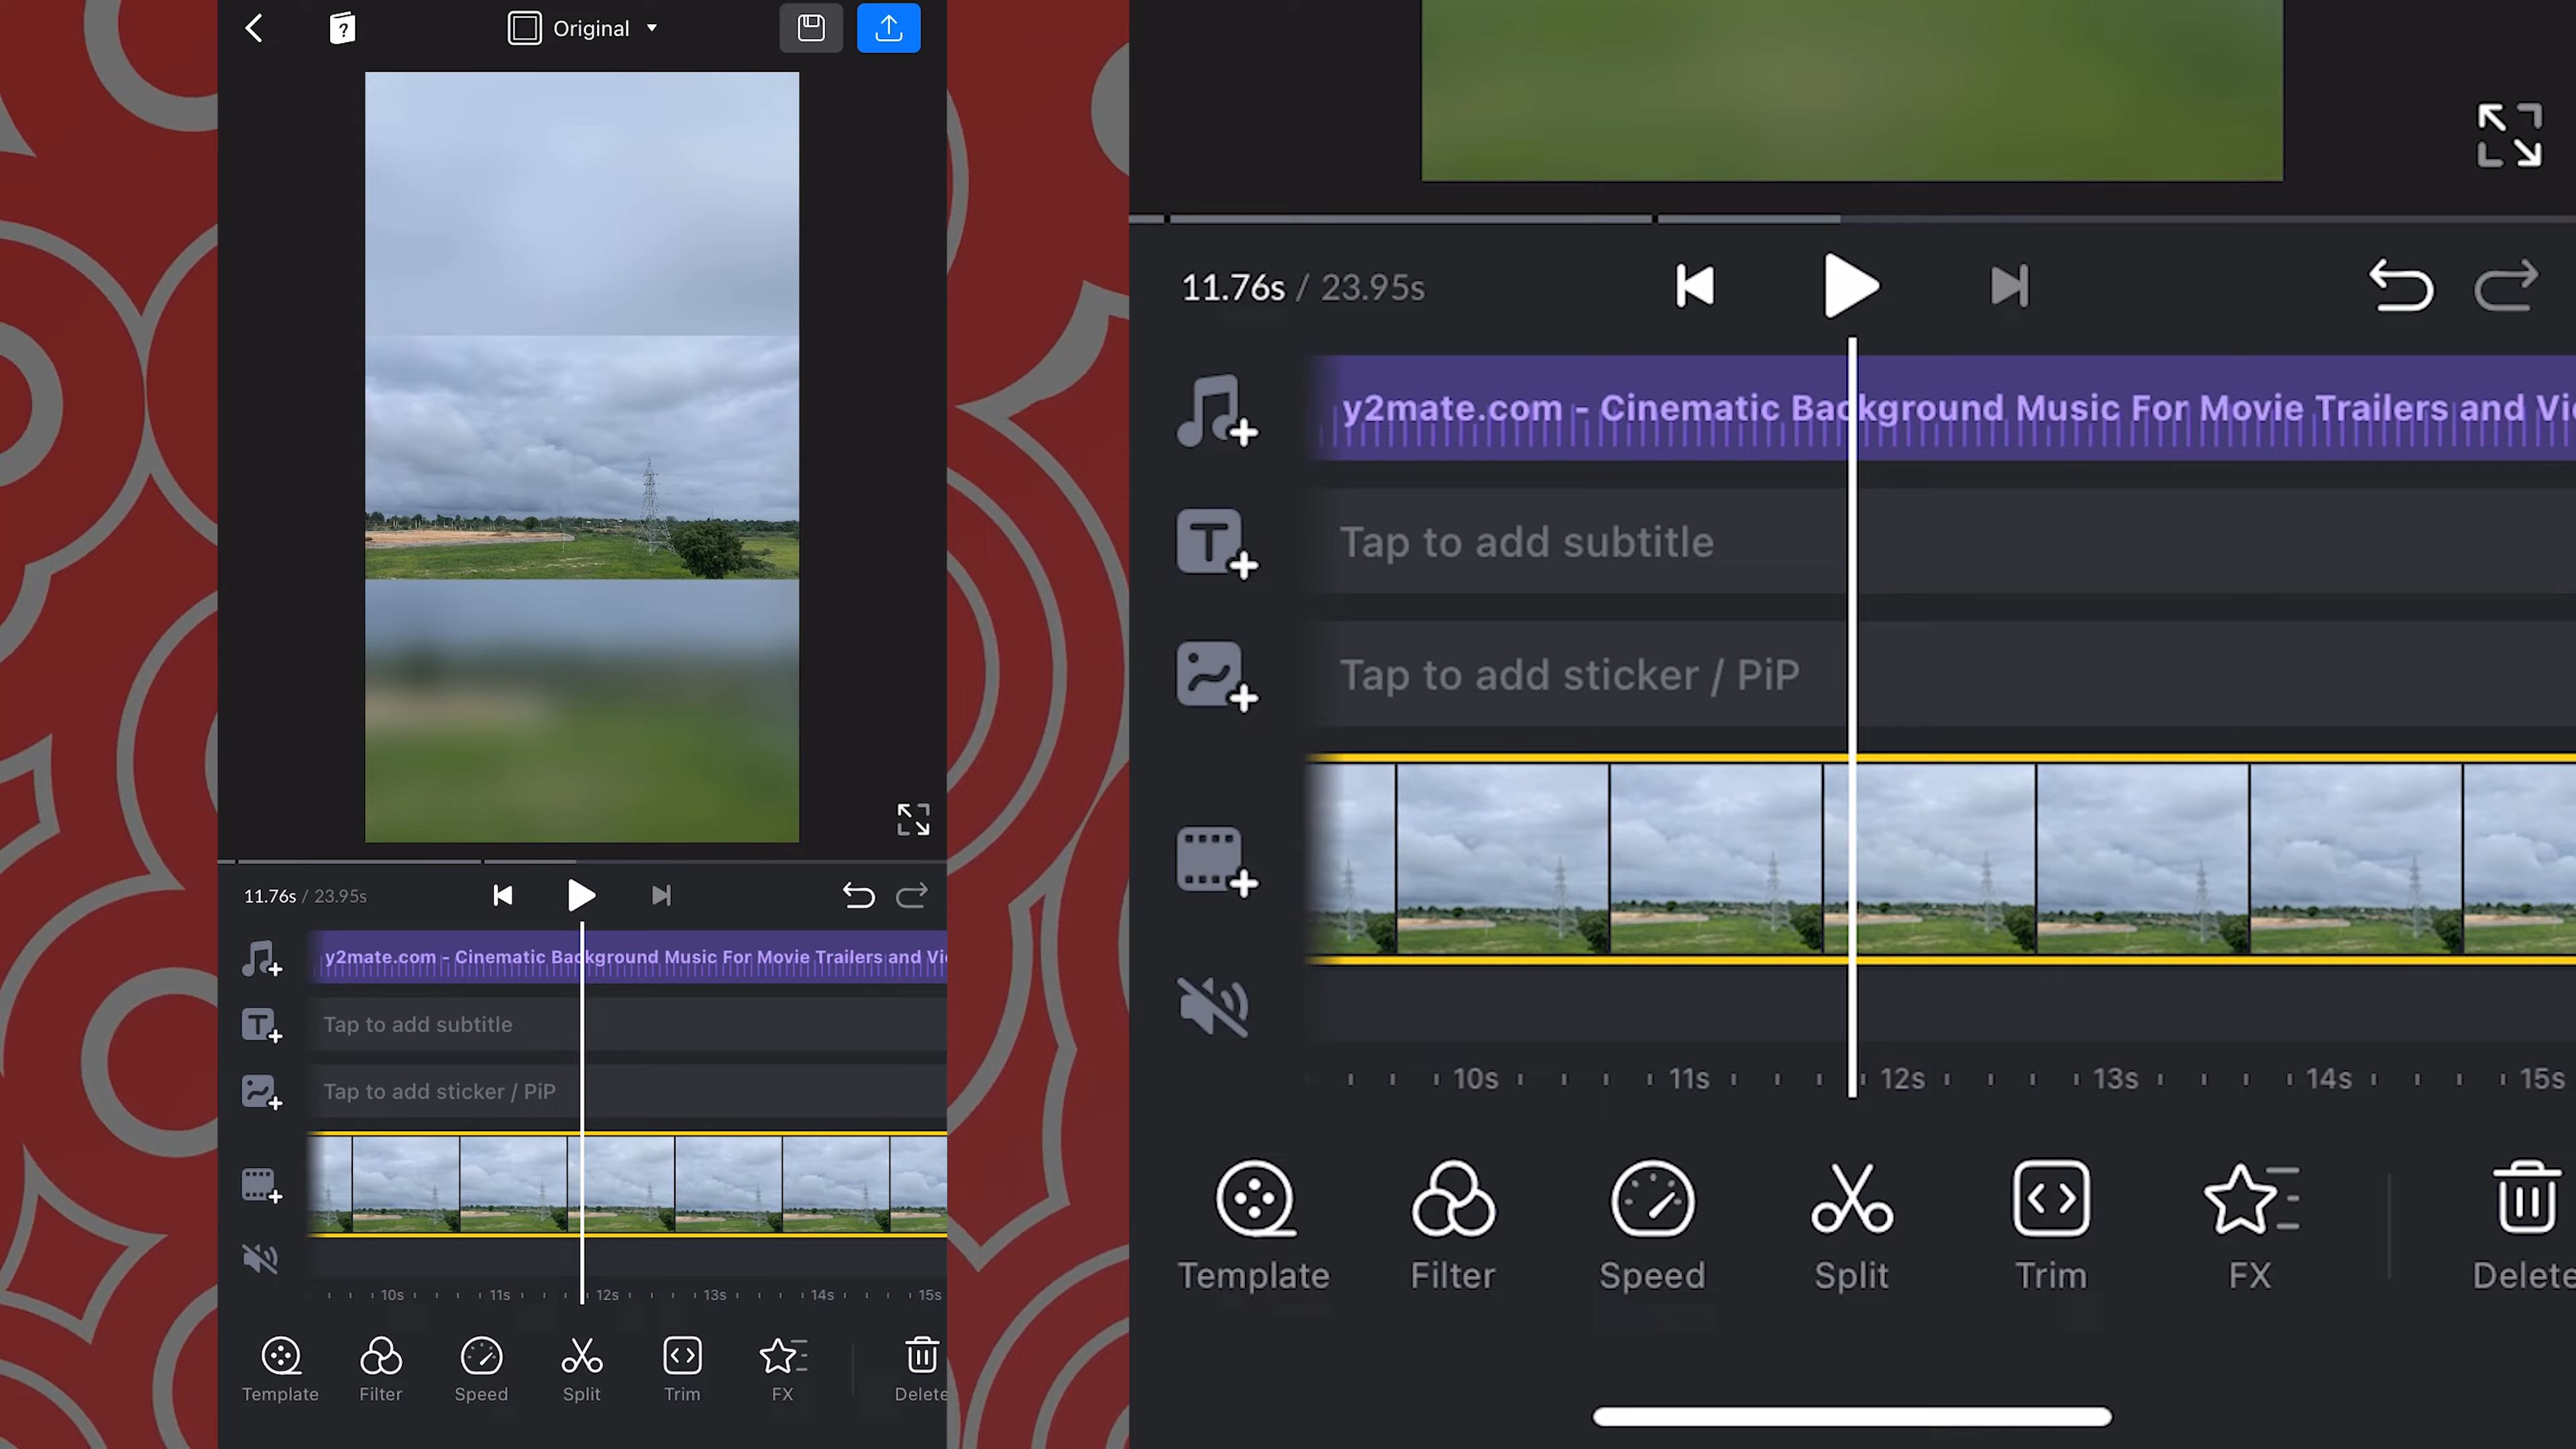 Original
11.76s / 23.95s
y2mate.com - Cinematic Background Music For Movie Trailers and Vi
Tap to add subtitle
Tap to add sticker / PiP
10s 11s 12s 13s 14s 15s
Template Filter Speed Split Trim FX Delete
11.76s / 23.95s
y2mate.com - Cinematic Background Music For Movie Trailers and Vi
Tap to add subtitle
Tap to add sticker / PiP
10s 11s 12s 13s 14s 15s
Template Filter Speed Split Trim FX Delete